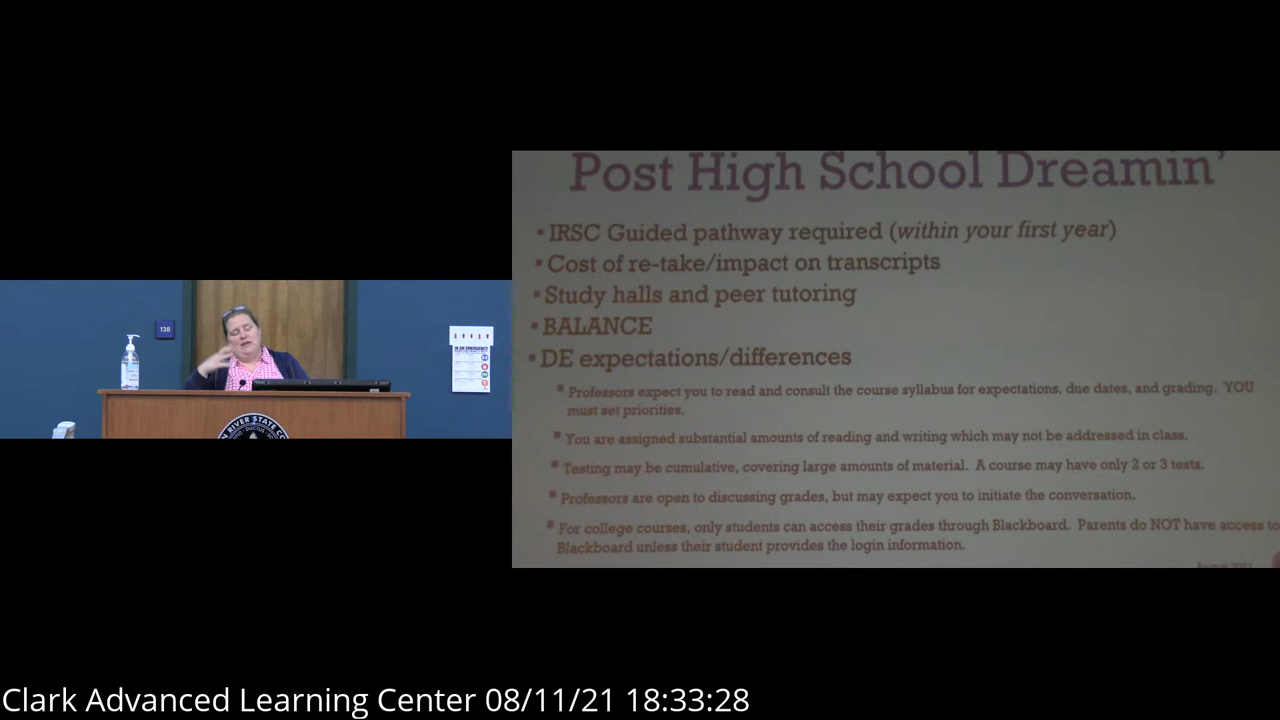 Post High School Dreamin'
IRSC Guided pathway required (within your first year)
Cost of re-take/impact on transcripts
Study halls and peer tutoring
BALANCE
DE expectations/differences
Professors expect you to read and consult the course syllabus for expectations, due dates, and grading. YOU
must set priorities.
You are assigned substantial amounts of reading and writing which may not be addressed in class.
Testing may be cumulative, covering large amounts of material. A course may have only 2 or 3 tests.
Professors are open to discussing grades, but may expect you to initiate the conversation.
For college courses, only students can access their grades through Blackboard. Parents do NOT have access to
Blackboard unless their student provides the login information.
138
IN AN EMERGENCY
RIVER STATE CO
Clark Advanced Learning Center 08/11/21 18:33:28